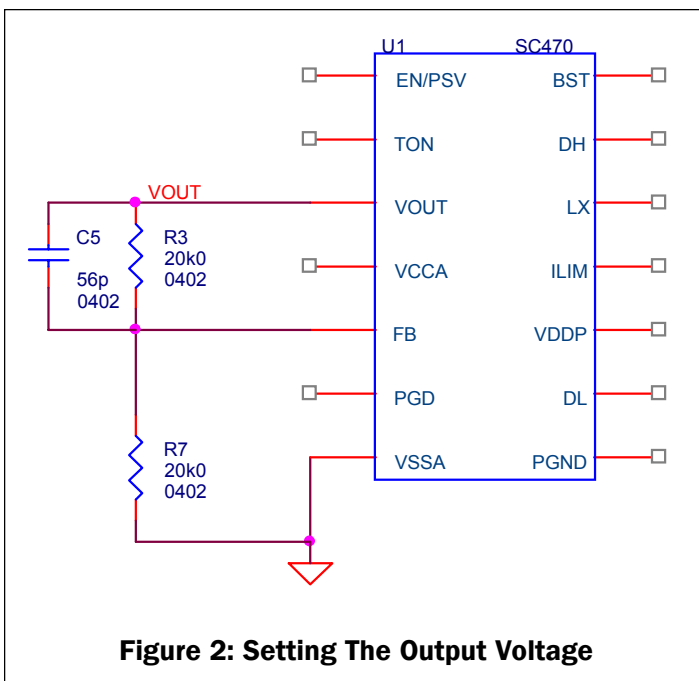 U1 SC470
EN/PSV BST
TON DH
VOUT
VOUT LX
C5 R3
20k0
56p 0402
0402
VCCA ILIM
FB VDDP
PGD DL
R7
20k0
0402
VSSA PGND
Figure 2: Setting The Output Voltage